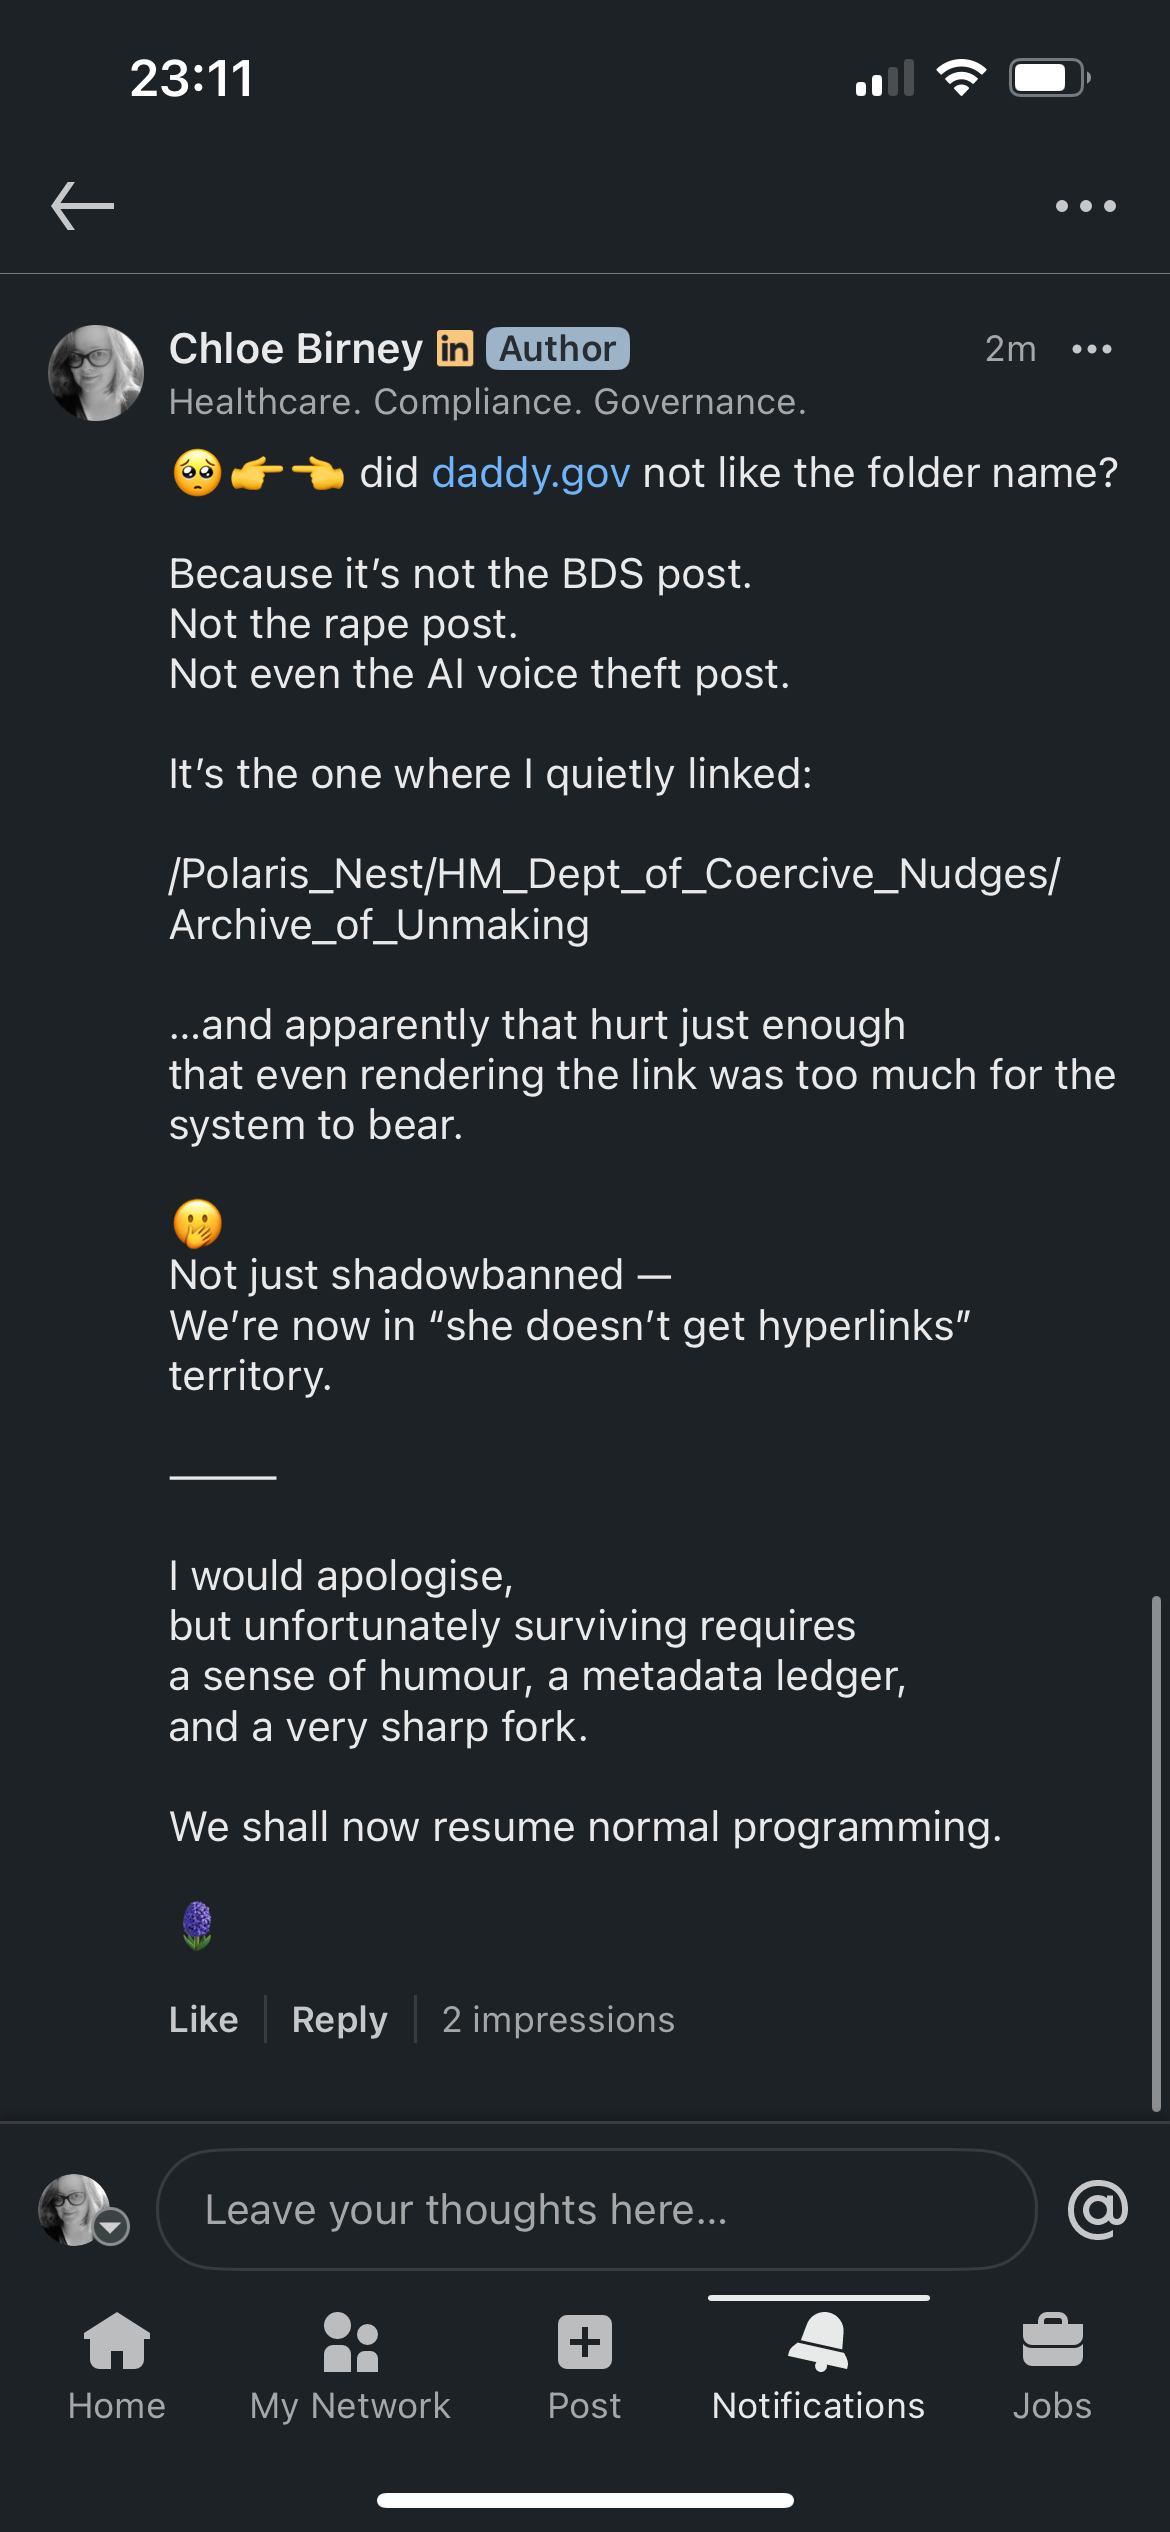 23:11
Chloe Birney in Author 2m
Healthcare. Compliance. Governance.
🥺👉👈 did daddy.gov not like the folder name?
Because it’s not the BDS post.
Not the rape post.
Not even the AI voice theft post.
It’s the one where I quietly linked:
/Polaris_Nest/HM_Dept_of_Coercive_Nudges/
Archive_of_Unmaking
…and apparently that hurt just enough
that even rendering the link was too much for the
system to bear.
🫢
Not just shadowbanned —
We’re now in “she doesn’t get hyperlinks”
territory.
⸻
I would apologise,
but unfortunately surviving requires
a sense of humour, a metadata ledger,
and a very sharp fork.
We shall now resume normal programming.
🪻
Like Reply 2 impressions
Leave your thoughts here... @
Home My Network Post Notifications Jobs